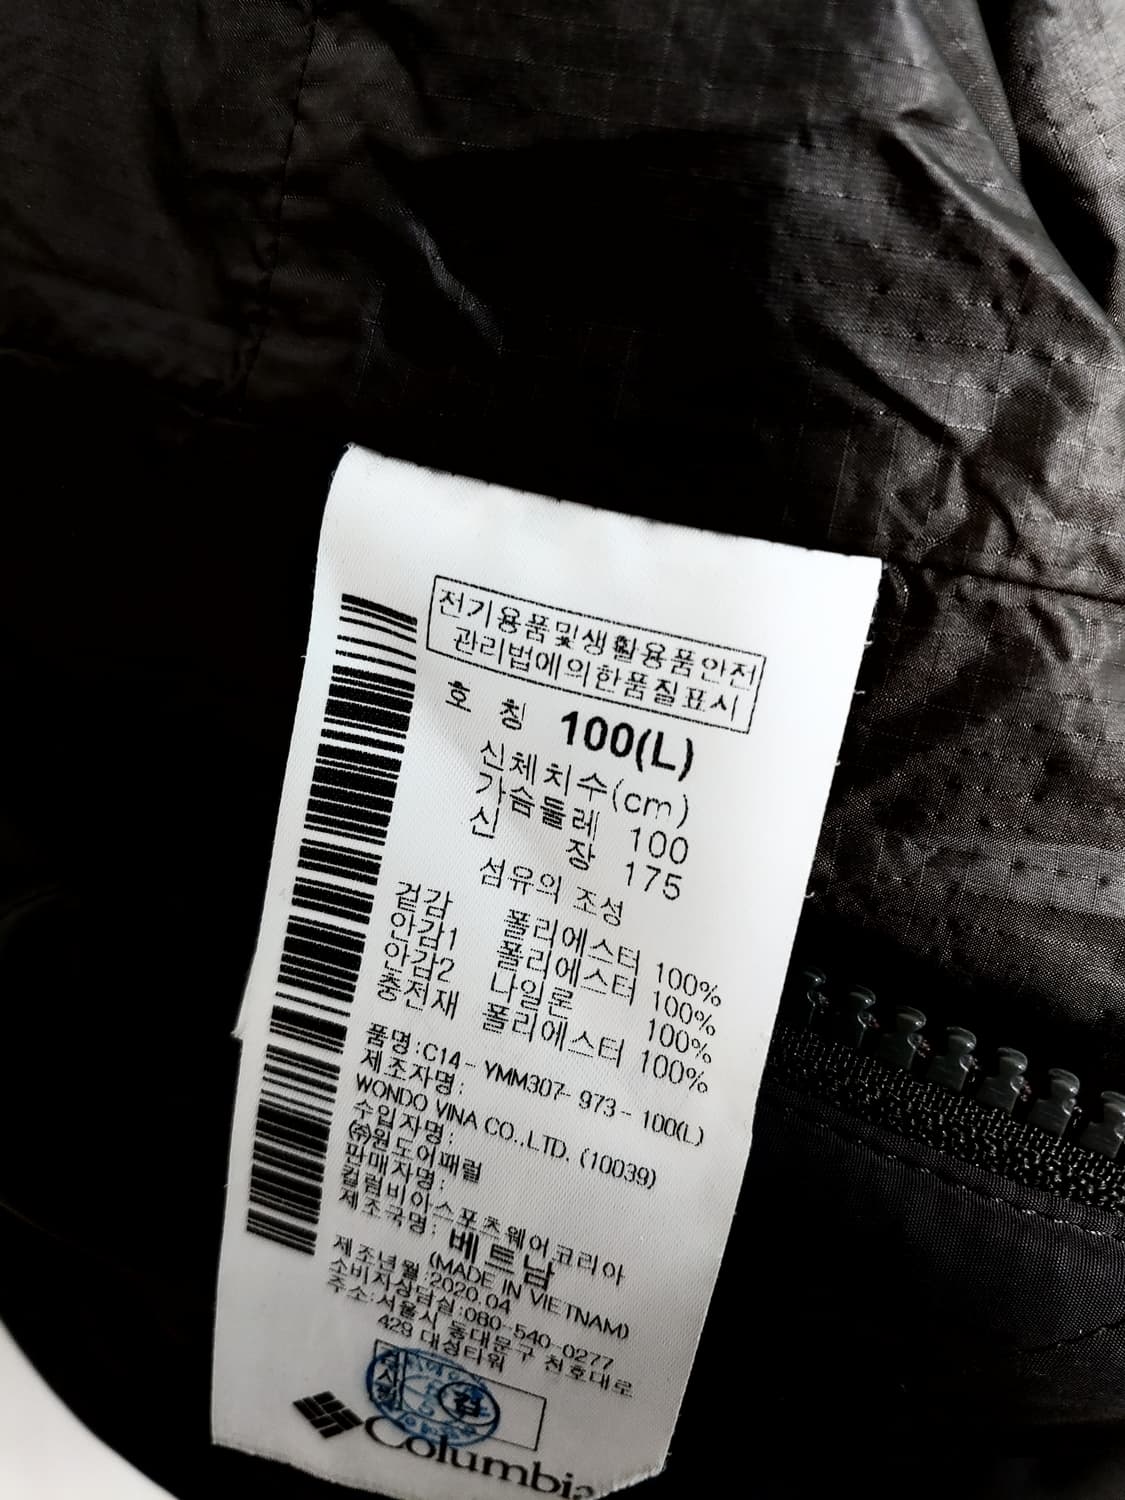 전기용품및생활용품안전
관리법에의한품질표시
호 칭 100(L)
신체치수(cm)
가슴둘레 100
신 장 175
섬유의 조성
겉감 폴리에스터 100%
안감1 폴리에스터 100%
안감2 나일론 100%
충전재 폴리에스터 100%
품명:C14-YMM307-973-100(L)
제조자명:
WONDO VINA CO.,LTD. (10039)
수입자명:
㈜원도어패럴
판매자명:
컬럼비아스포츠웨어코리아
제조국명: 베트남
(MADE IN VIETNAM)
제조년월:2020.04
소비자상담실:080-540-0277
주소:서울시 동대문구 천호대로
429 대성타워
검
Columbia